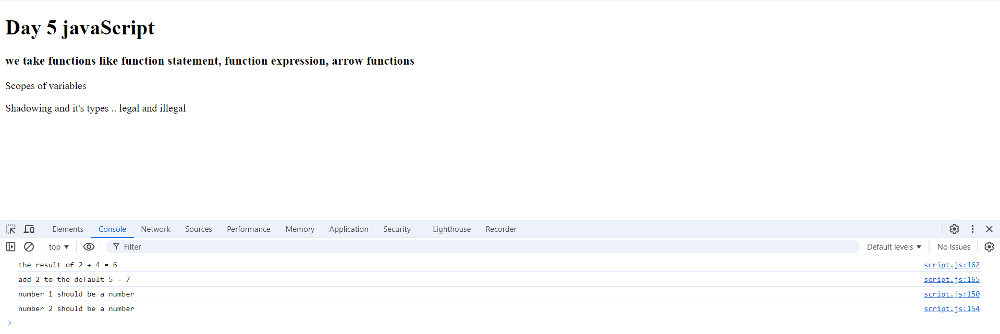 Day 5 javaScript
we take functions like function statement, function expression, arrow functions
Scopes of variables
Shadowing and it's types .. legal and illegal
Elements Console Network Sources Performance Memory Application Security Lighthouse Recorder
top Filter Default levels No Issues
the result of 2 + 4 = 6 script.js:162
add 2 to the default 5 = 7 script.js:165
number 1 should be a number script.js:150
number 2 should be a number script.js:154